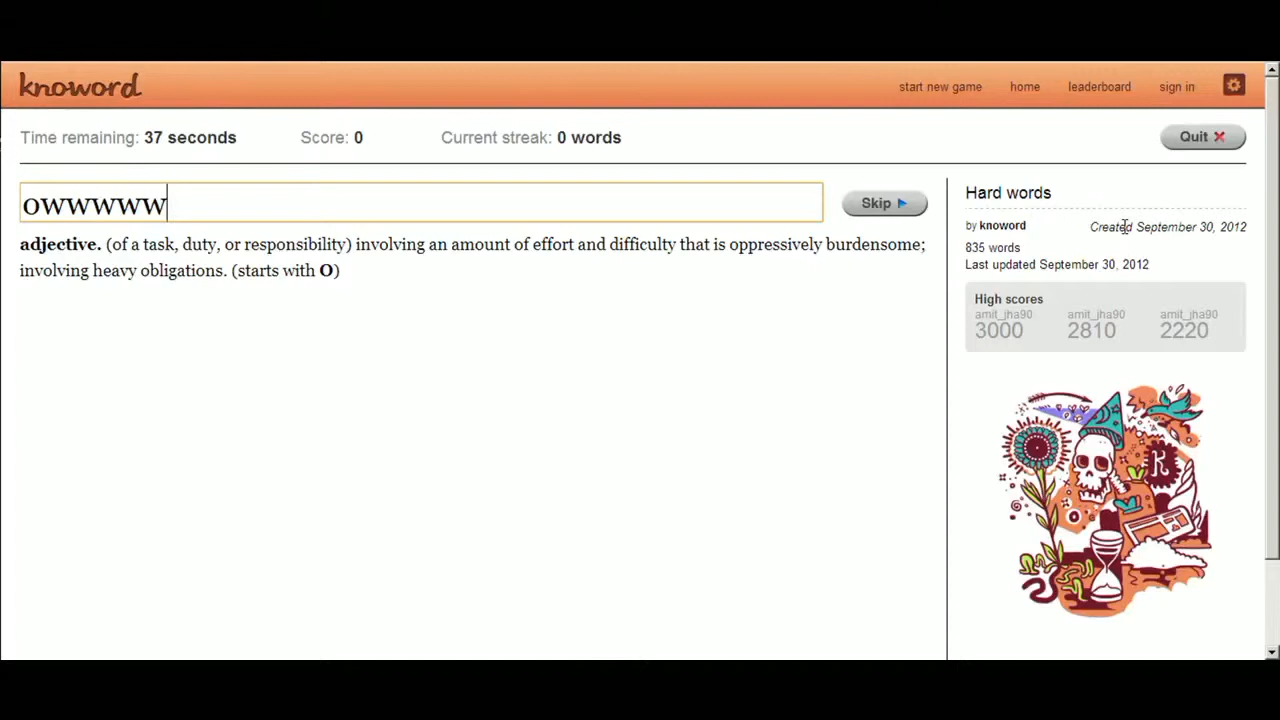 knoword
start new game home leaderboard sign in
Time remaining: 37 seconds Score: 0 Current streak: 0 words Quit
owwwww
Skip
adjective. (of a task, duty, or responsibility) involving an amount of effort and difficulty that is oppressively burdensome;
involving heavy obligations. (starts with O)
Hard words
by knoword Created September 30, 2012
835 words
Last updated September 30, 2012
High scores
amit_jha90 amit_jha90 amit_jha90
3000 2810 2220
K